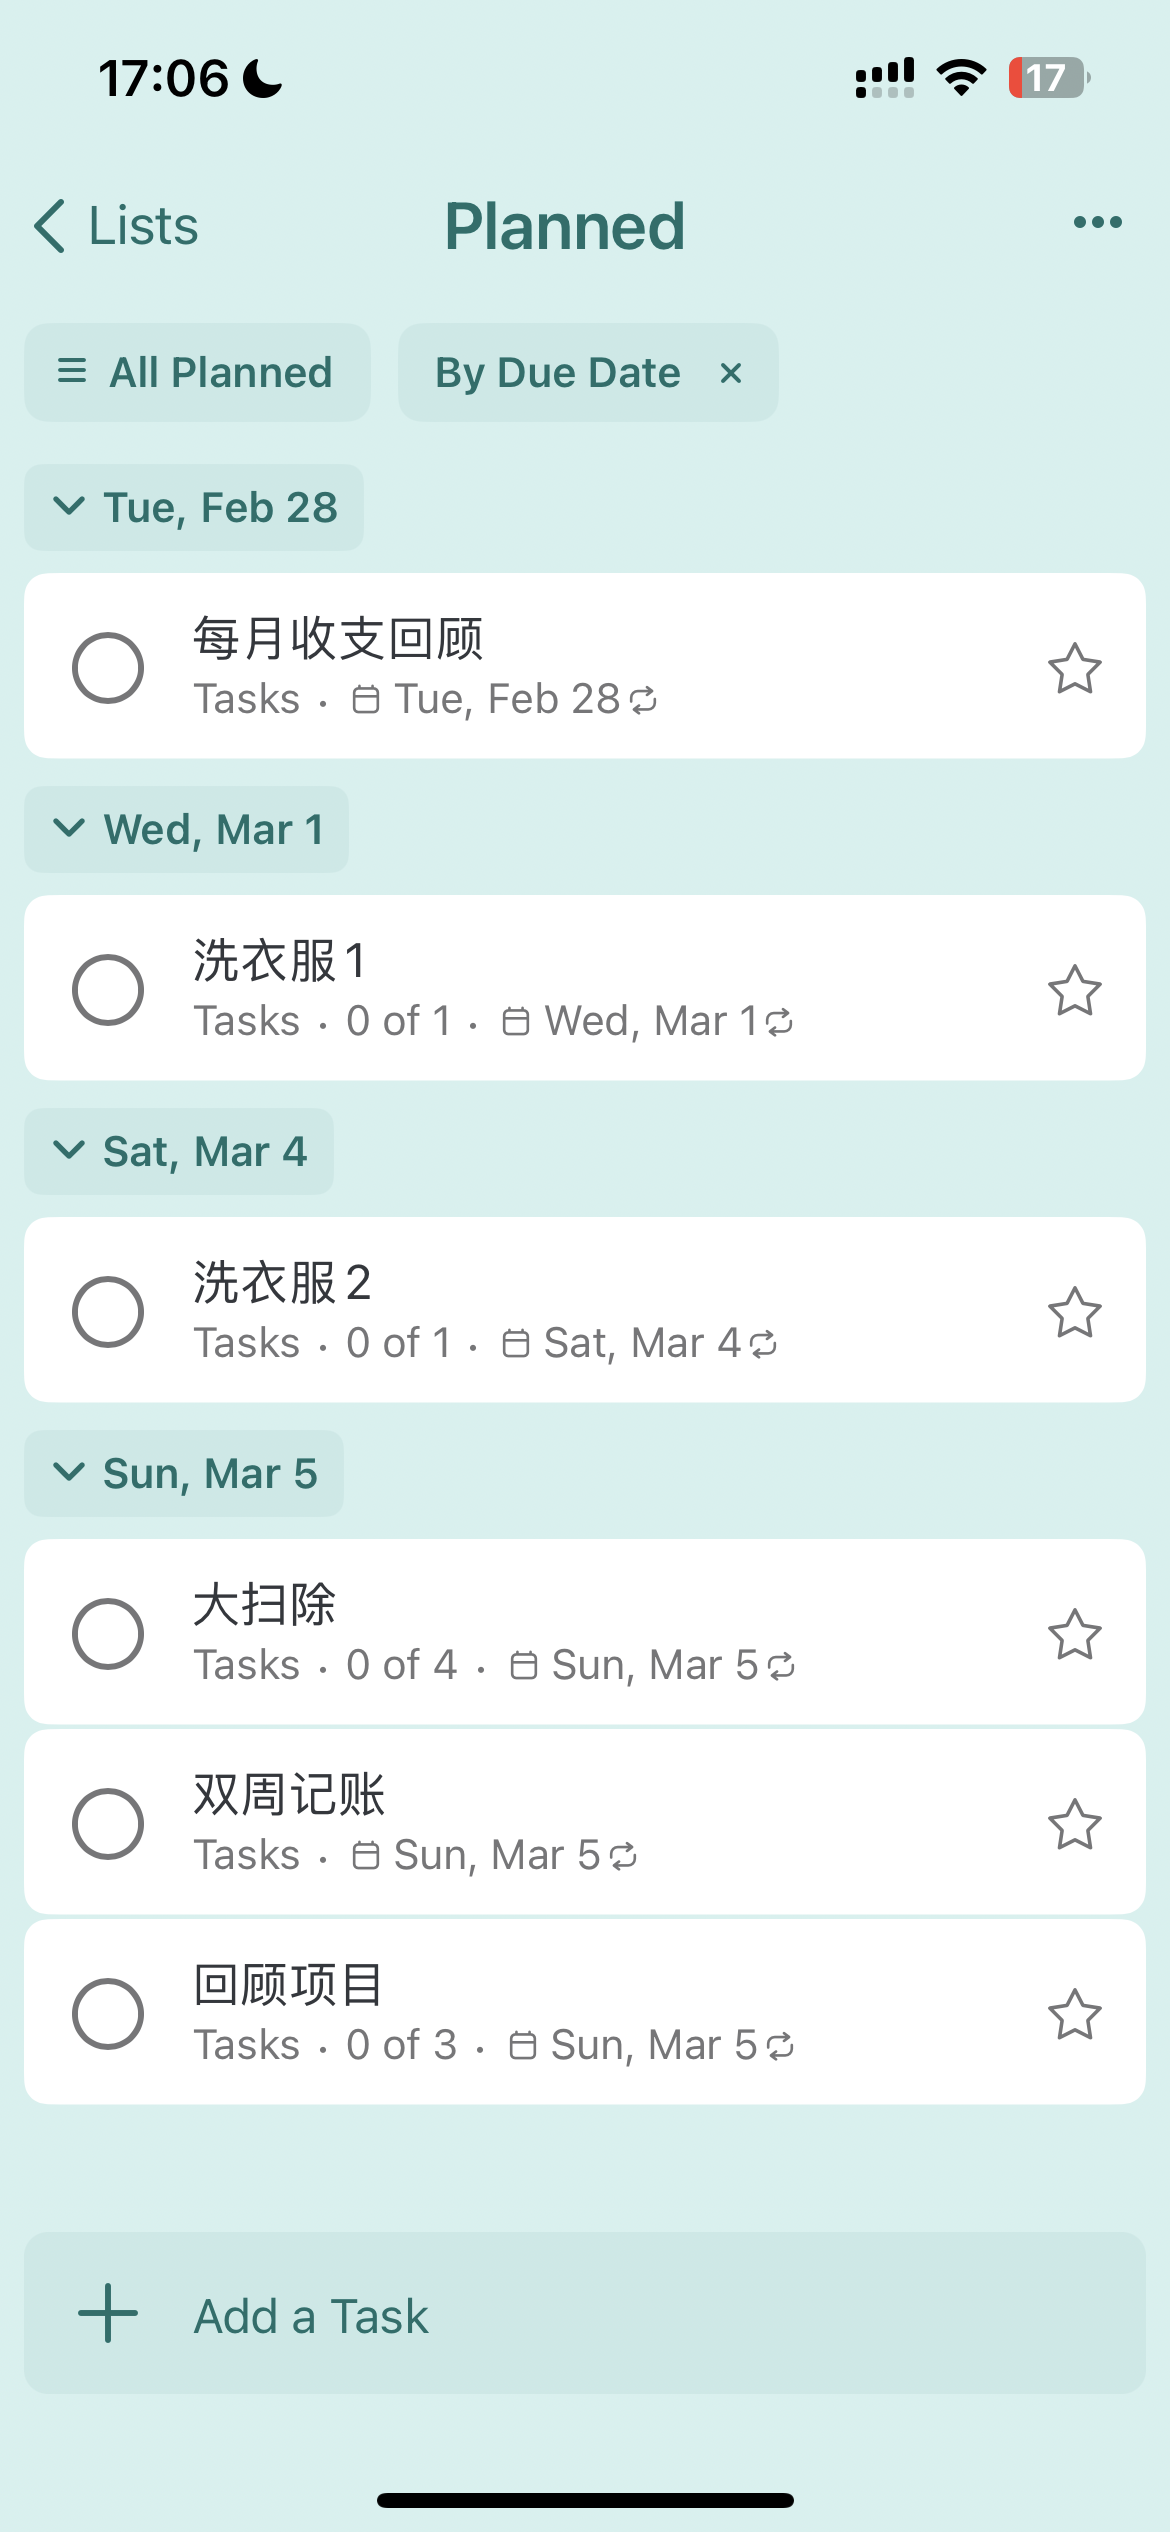 17:06
17
Lists
Planned
All Planned
By Due Date
Tue, Feb 28
每月收支回顾
Tasks · Tue, Feb 28
Wed, Mar 1
洗衣服1
Tasks · 0 of 1 · Wed, Mar 1
Sat, Mar 4
洗衣服2
Tasks · 0 of 1 · Sat, Mar 4
Sun, Mar 5
大扫除
Tasks · 0 of 4 · Sun, Mar 5
双周记账
Tasks · Sun, Mar 5
回顾项目
Tasks · 0 of 3 · Sun, Mar 5
Add a Task